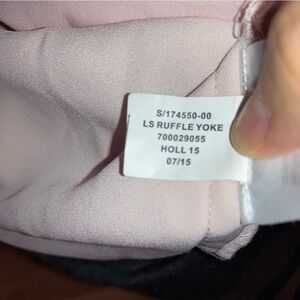 S/174550-00
LS RUFFLE YOKE
700029055
HOLL 15
07/15